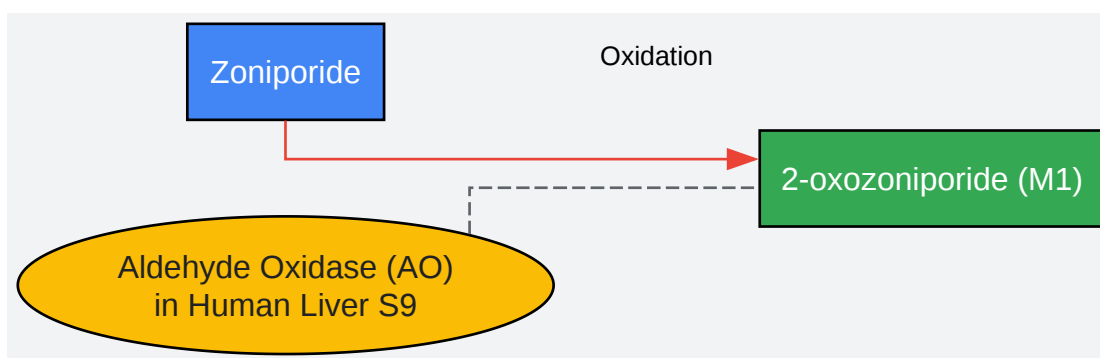 Zoniporide
Oxidation
2-oxozoniporide (M1)
Aldehyde Oxidase (AO)
in Human Liver S9